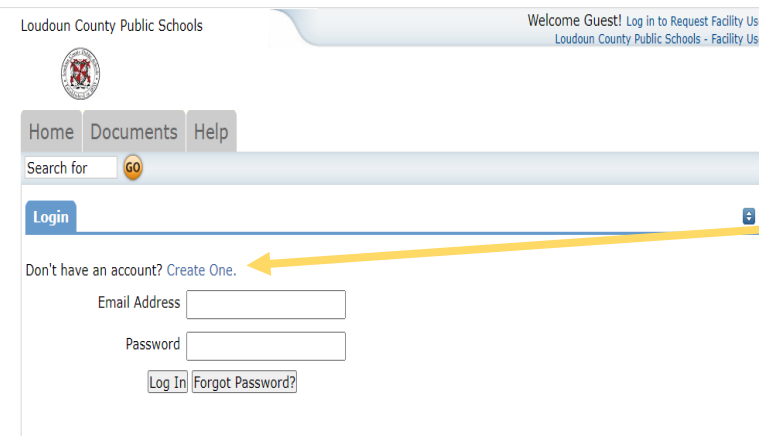 Loudoun County Public Schools
Welcome Guest! Log in to Request Facility Us
Loudoun County Public Schools - Facility Us
Home Documents Help
Search for GO
Login
Don't have an account? Create One.
Email Address
Password
Log In Forgot Password?